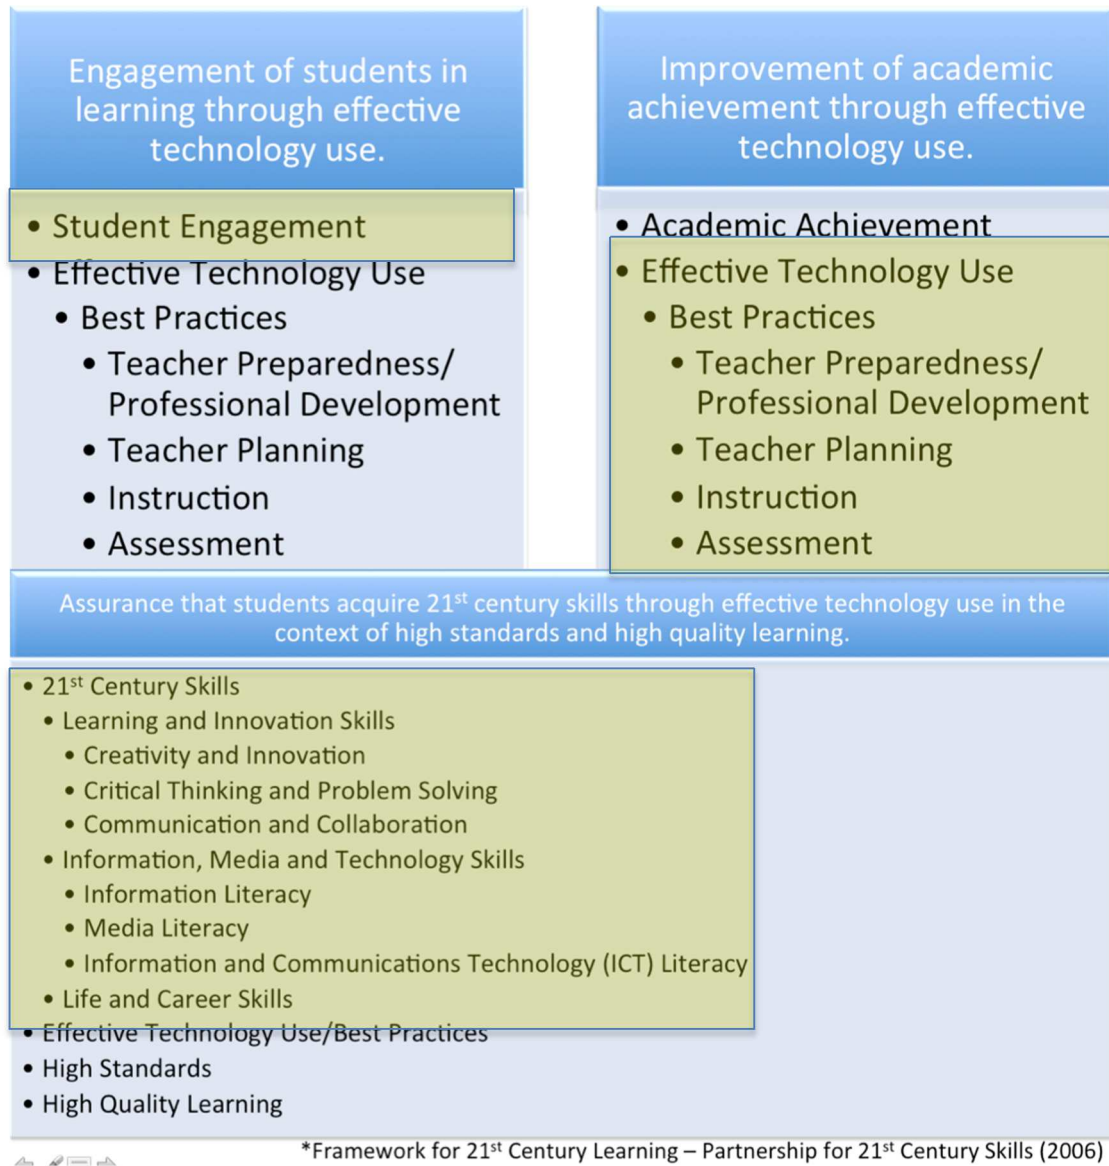 Engagement of students in
learning through effective
technology use.
• Student Engagement
• Effective Technology Use
• Best Practices
• Teacher Preparedness/
Professional Development
• Teacher Planning
• Instruction
• Assessment
Improvement of academic
achievement through effective
technology use.
• Academic Achievement
• Effective Technology Use
• Best Practices
• Teacher Preparedness/
Professional Development
• Teacher Planning
• Instruction
• Assessment
Assurance that students acquire 21st century skills through effective technology use in the
context of high standards and high quality learning.
• 21st Century Skills
• Learning and Innovation Skills
• Creativity and Innovation
• Critical Thinking and Problem Solving
• Communication and Collaboration
• Information, Media and Technology Skills
• Information Literacy
• Media Literacy
• Information and Communications Technology (ICT) Literacy
• Life and Career Skills
• Effective Technology Use/Best Practices
• High Standards
• High Quality Learning
*Framework for 21st Century Learning – Partnership for 21st Century Skills (2006)